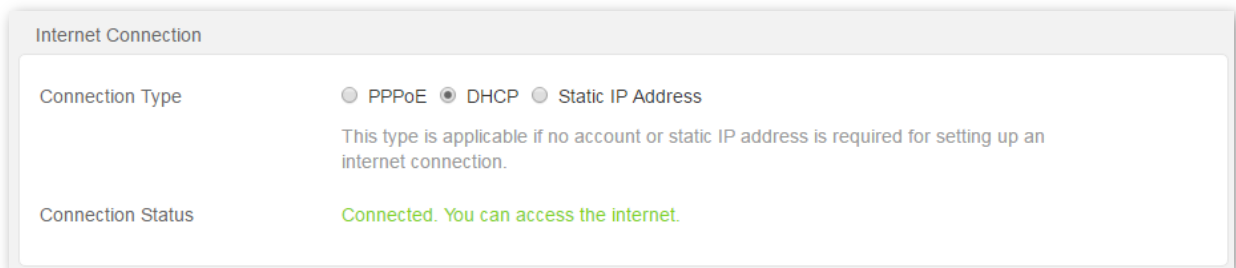 Internet Connection
Connection Type PPPoE DHCP Static IP Address
This type is applicable if no account or static IP address is required for setting up an
internet connection.
Connection Status Connected. You can access the internet.